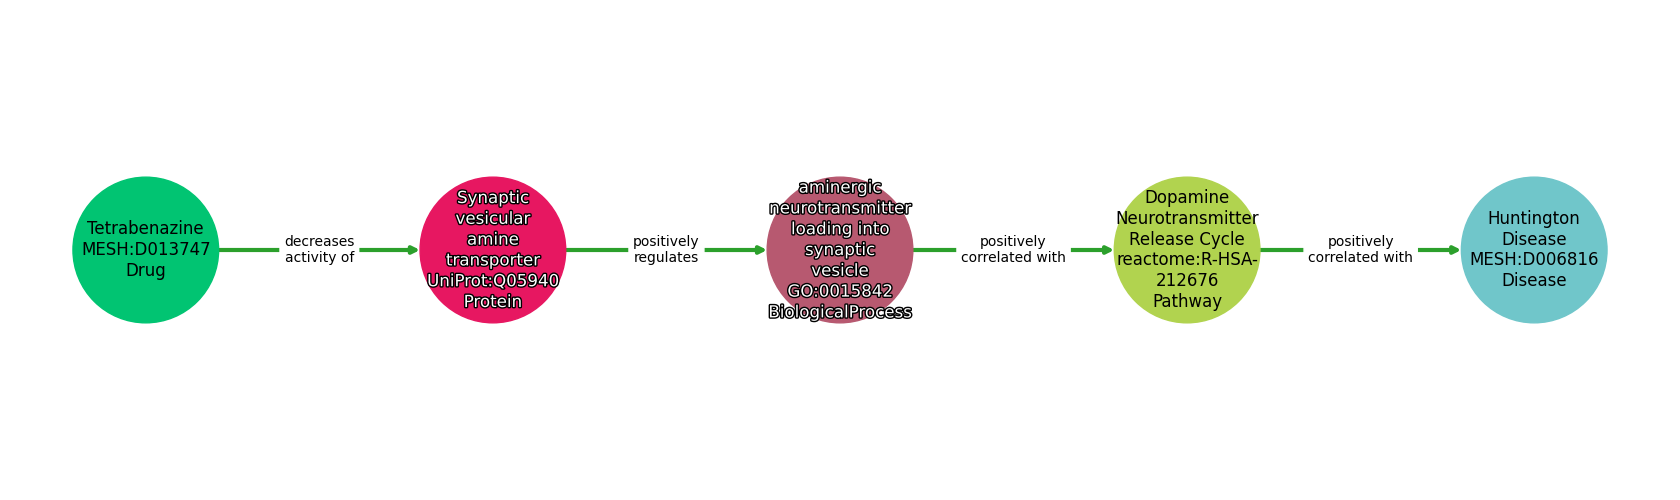 Tetrabenazine
MESH:D013747
Drug
decreases
activity of
Synaptic
vesicular
amine
transporter
UniProt:Q05940
Protein
positively
regulates
aminergic
neurotransmitter
loading into
synaptic
vesicle
GO:0015842
BiologicalProcess
positively
correlated with
Dopamine
Neurotransmitter
Release Cycle
reactome:R-HSA-
212676
Pathway
positively
correlated with
Huntington
Disease
MESH:D006816
Disease